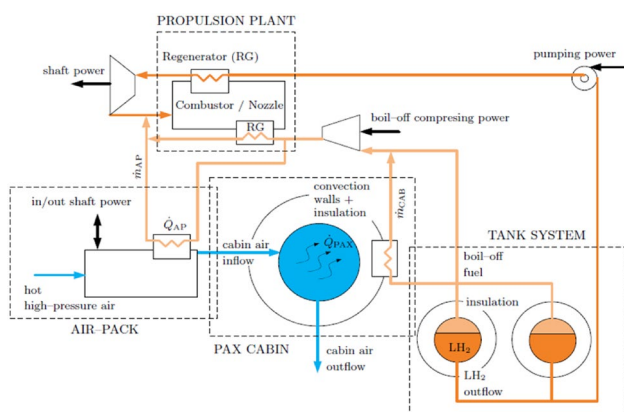 PROPULSION PLANT
Regenerator (RG)
shaft power
pumping power
Combustor / Nozzle
RG
boil–off compresing power
ṁAP
in/out shaft power
Q̇AP
convection
walls +
insulation
ṁCAB
Q̇PAX
cabin air
inflow
hot
high–pressure air
AIR–PACK
PAX CABIN
cabin air
outflow
TANK SYSTEM
boil–off
fuel
insulation
LH2
LH2
outflow